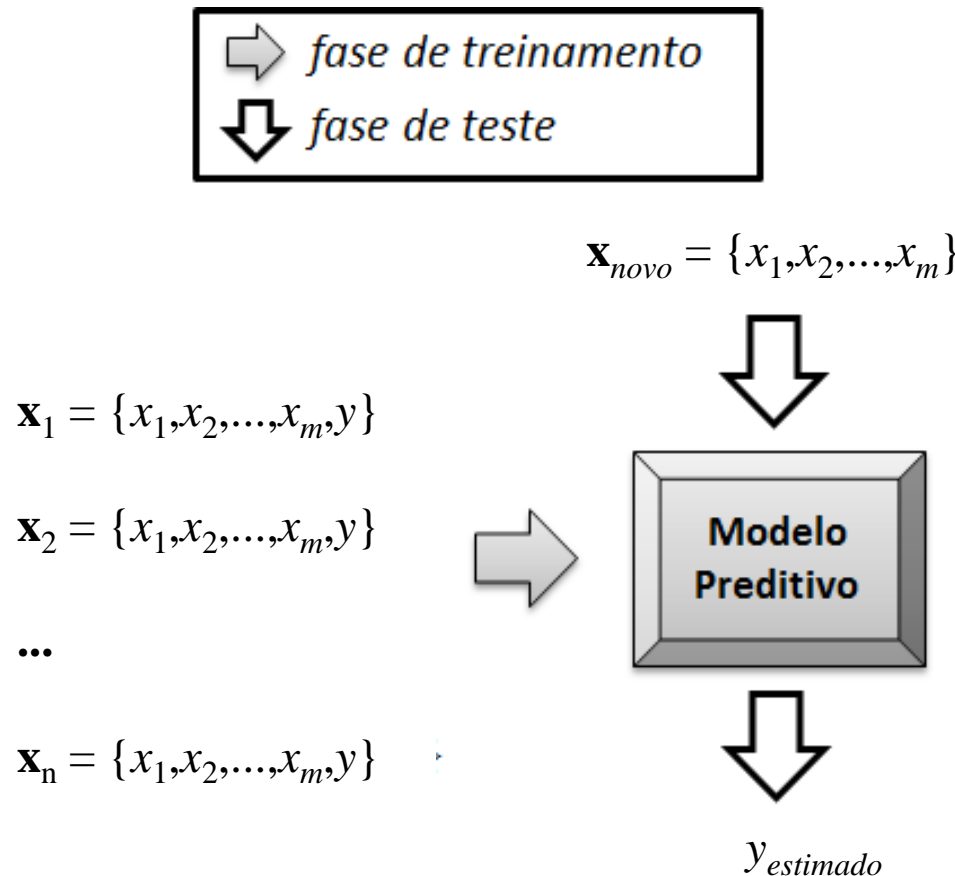 fase de treinamento
fase de teste
x_novo = {x_1,x_2,...,x_m}
x_1 = {x_1,x_2,...,x_m,y}
x_2 = {x_1,x_2,...,x_m,y}
...
x_n = {x_1,x_2,...,x_m,y}
Modelo
Preditivo
y_estimado